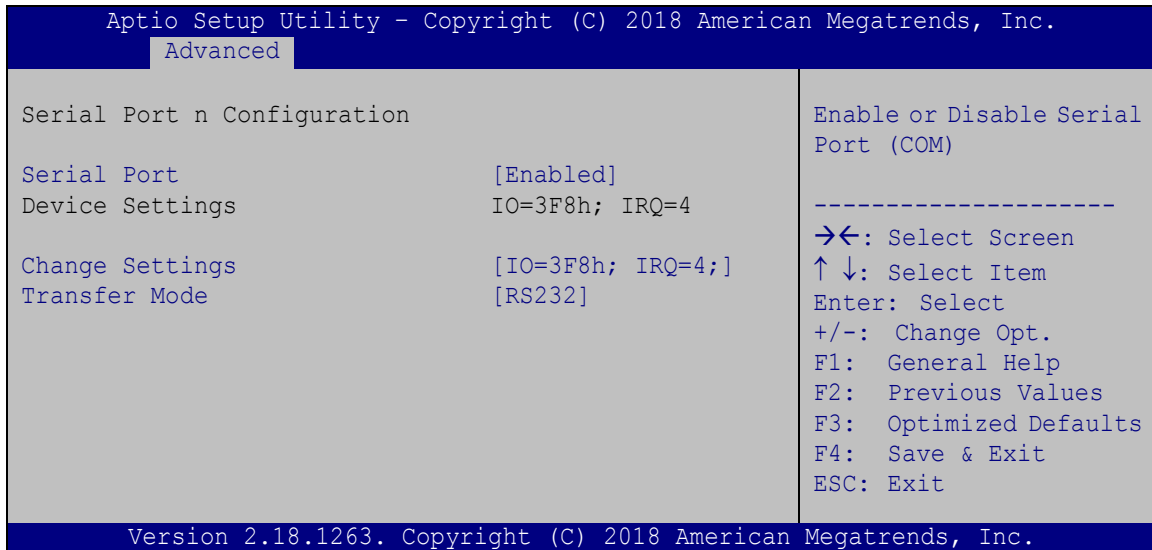 Aptio Setup Utility – Copyright (C) 2018 American Megatrends, Inc.
Advanced
Serial Port n Configuration
Serial Port [Enabled]
Device Settings IO=3F8h; IRQ=4
Change Settings [IO=3F8h; IRQ=4;]
Transfer Mode [RS232]
Enable or Disable Serial
Port (COM)
---------------------
→←: Select Screen
↑ ↓: Select Item
Enter: Select
+/-: Change Opt.
F1: General Help
F2: Previous Values
F3: Optimized Defaults
F4: Save & Exit
ESC: Exit
Version 2.18.1263. Copyright (C) 2018 American Megatrends, Inc.